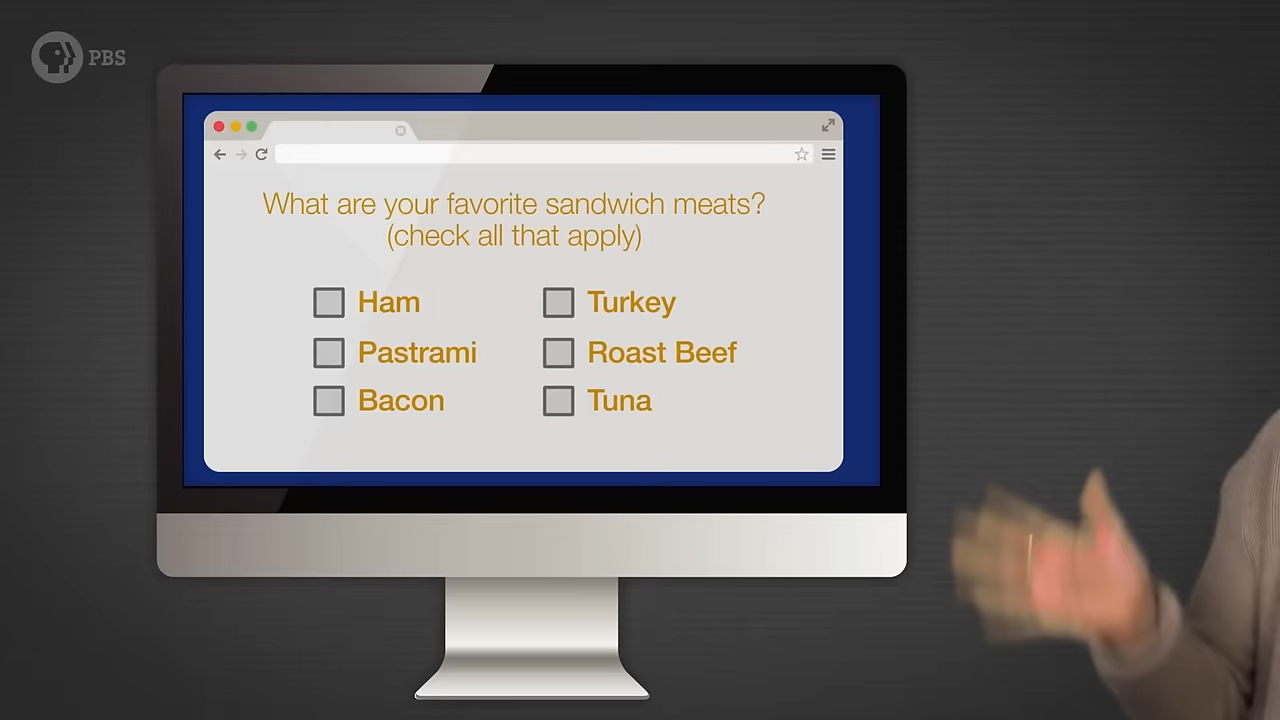 PBS
What are your favorite sandwich meats?
(check all that apply)
Ham
Turkey
Pastrami
Roast Beef
Bacon
Tuna